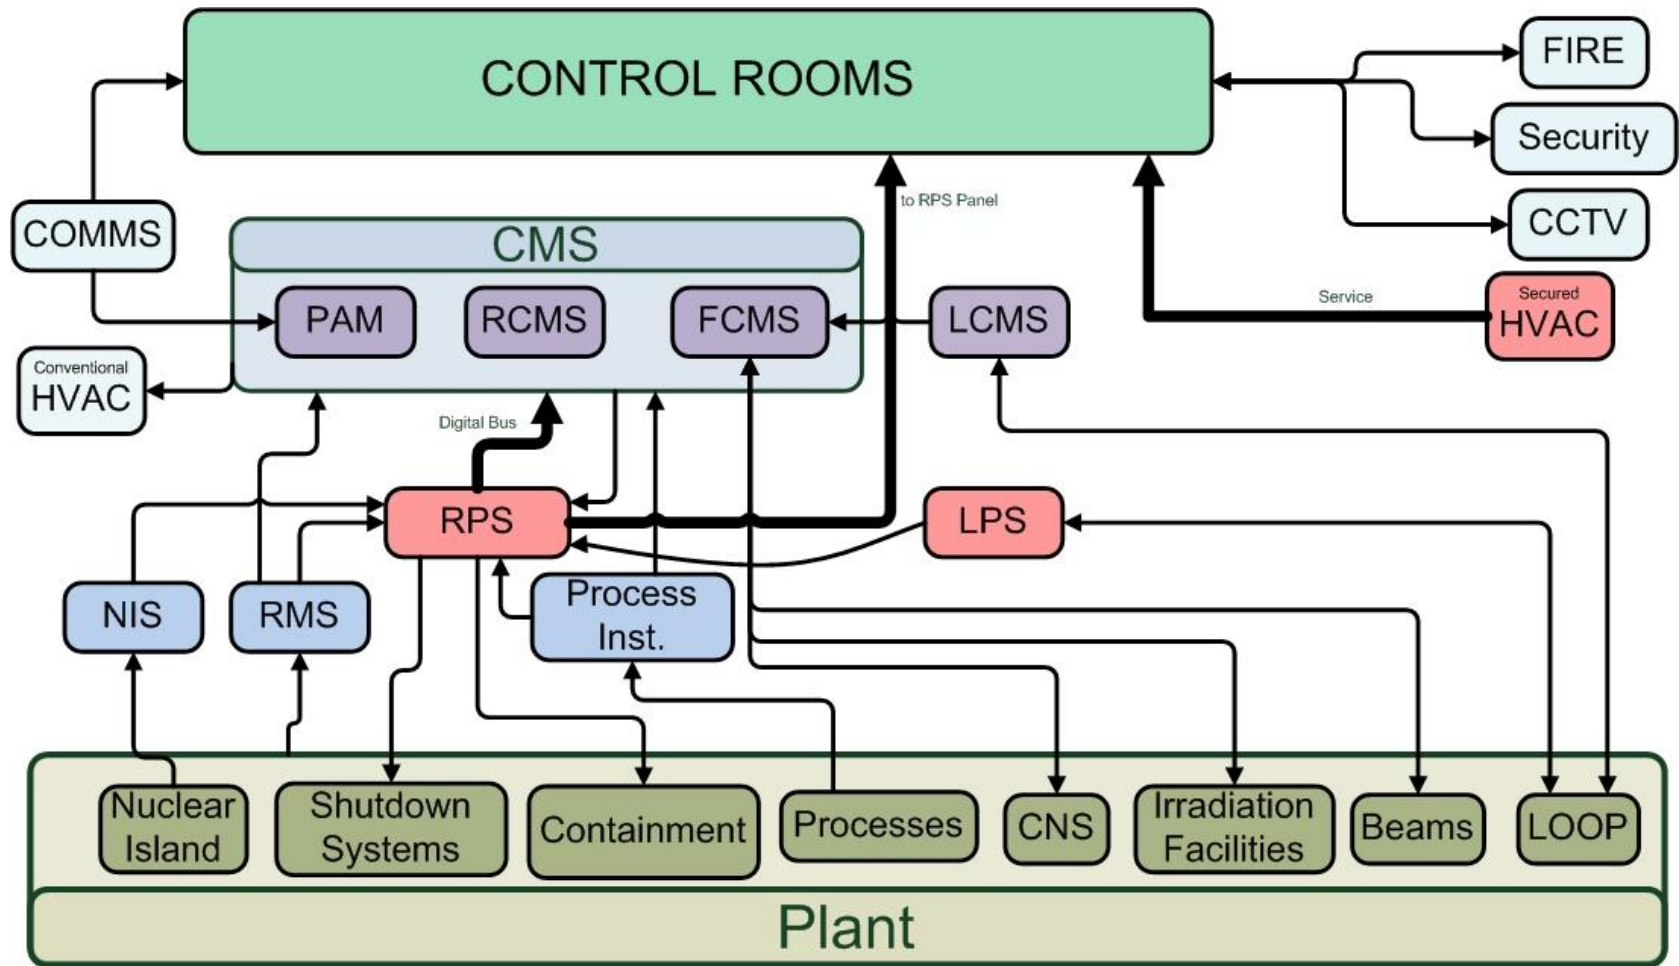 CONTROL ROOMS
FIRE
Security
CCTV
COMMS
to RPS Panel
CMS
PAM
RCMS
FCMS
LCMS
Service
Secured
HVAC
Conventional
HVAC
Digital Bus
RPS
LPS
NIS
RMS
Process
Inst.
Nuclear
Island
Shutdown
Systems
Containment
Processes
CNS
Irradiation
Facilities
Beams
LOOP
Plant